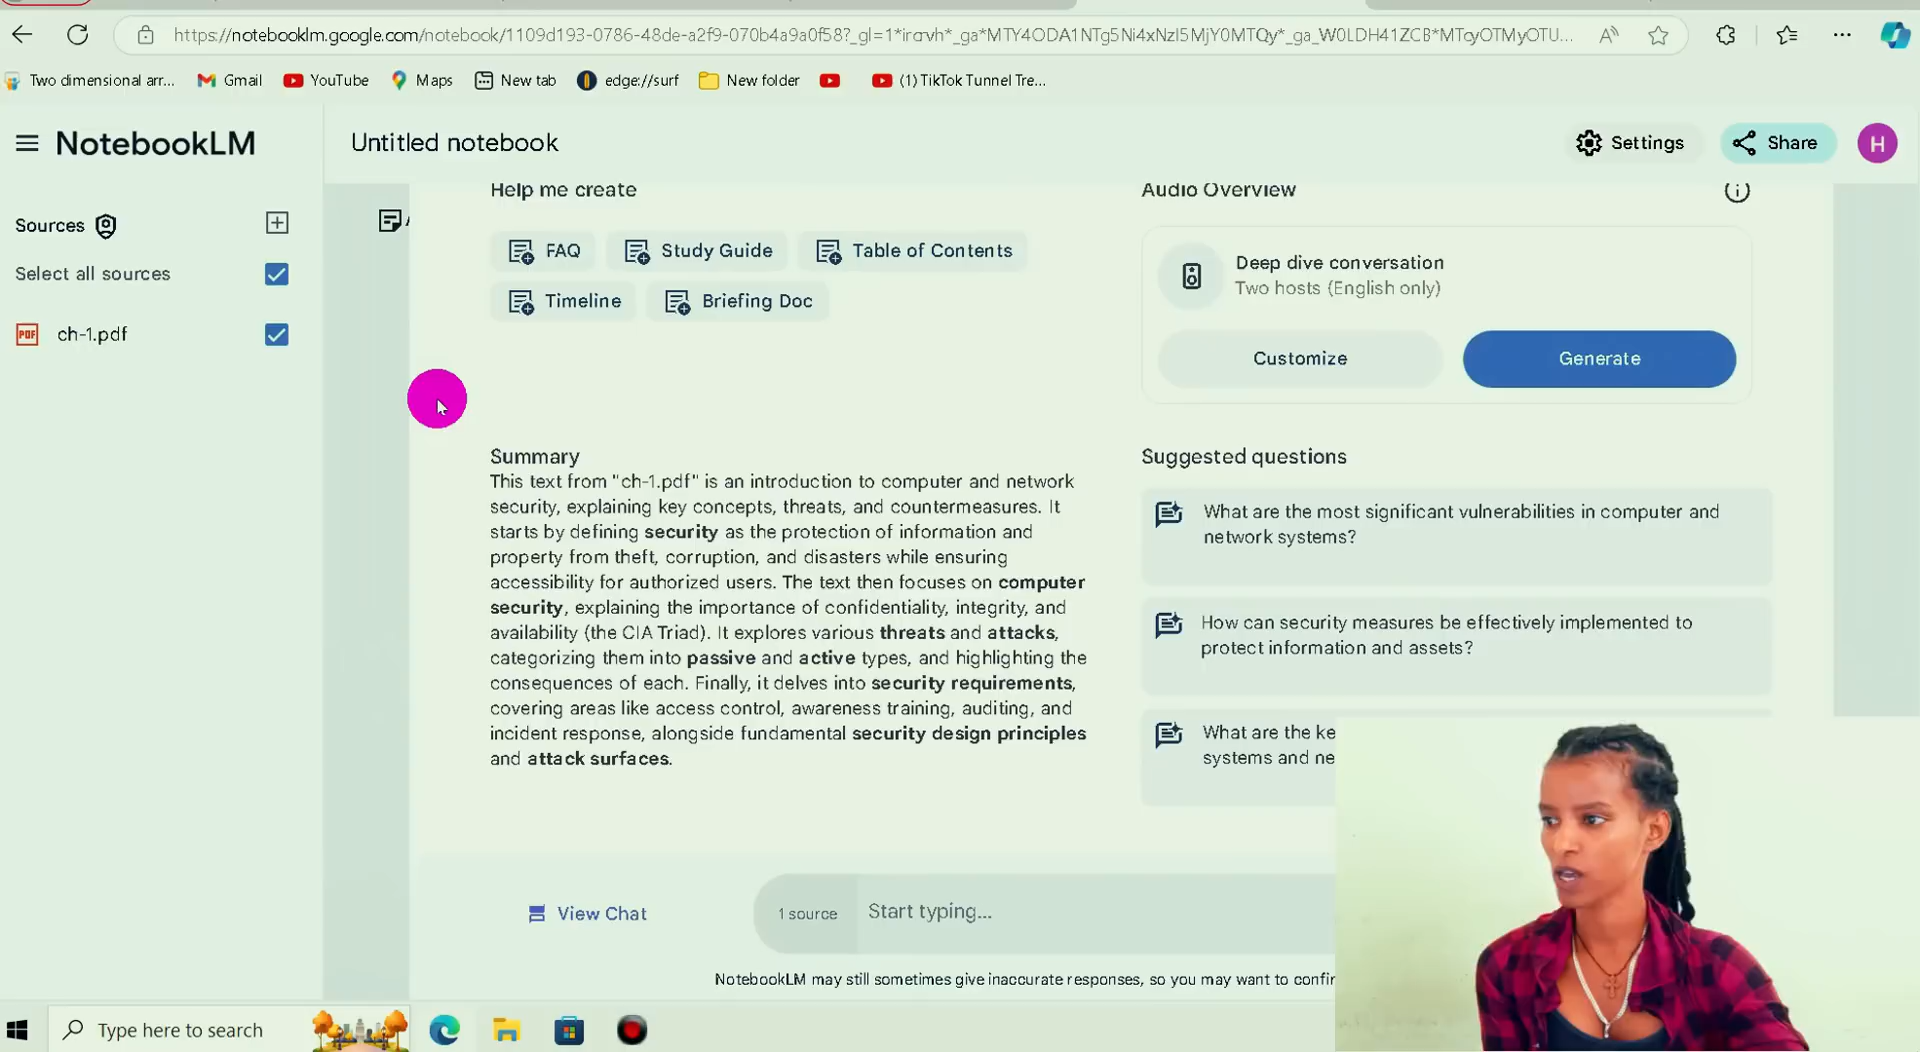 https://notebooklm.google.com/notebook/1109d193-0786-48de-a2f9-070b4a9a0f58?_gl=1*
Two dimensional arr...
Gmail
YouTube
Maps
New tab
edge://surf
New folder
(1) TikTok Tunnel Tre...
NotebookLM
Untitled notebook
Settings
Share
H
Sources
Select all sources
PDF
ch-1.pdf
Help me create
FAQ
Study Guide
Table of Contents
Timeline
Briefing Doc
Audio Overview
Deep dive conversation
Two hosts (English only)
Customize
Generate
Summary
This text from "ch-1.pdf" is an introduction to computer and network
security, explaining key concepts, threats, and countermeasures. It
starts by defining security as the protection of information and
property from theft, corruption, and disasters while ensuring
accessibility for authorized users. The text then focuses on computer
security, explaining the importance of confidentiality, integrity, and
availability (the CIA Triad). It explores various threats and attacks,
categorizing them into passive and active types, and highlighting the
consequences of each. Finally, it delves into security requirements,
covering areas like access control, awareness training, auditing, and
incident response, alongside fundamental security design principles
and attack surfaces.
Suggested questions
What are the most significant vulnerabilities in computer and
network systems?
How can security measures be effectively implemented to
protect information and assets?
What are the ke
systems and ne
View Chat
1 source
Start typing...
NotebookLM may still sometimes give inaccurate responses, so you may want to confir
Type here to search